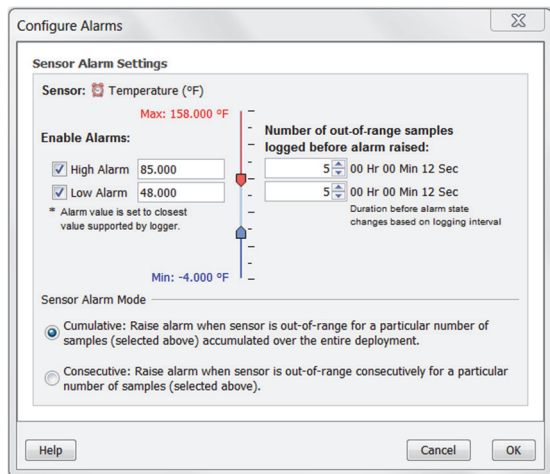 Configure Alarms
Sensor Alarm Settings
Sensor: Temperature (°F)
Max: 158.000 °F
Enable Alarms:
High Alarm 85.000
Low Alarm 48.000
* Alarm value is set to closest
value supported by logger.
Min: -4.000 °F
Number of out-of-range samples
logged before alarm raised:
5 00 Hr 00 Min 12 Sec
5 00 Hr 00 Min 12 Sec
Duration before alarm state
changes based on logging interval
Sensor Alarm Mode
Cumulative: Raise alarm when sensor is out-of-range for a particular number of
samples (selected above) accumulated over the entire deployment.
Consecutive: Raise alarm when sensor is out-of-range consecutively for a particular
number of samples (selected above).
Help
Cancel
OK